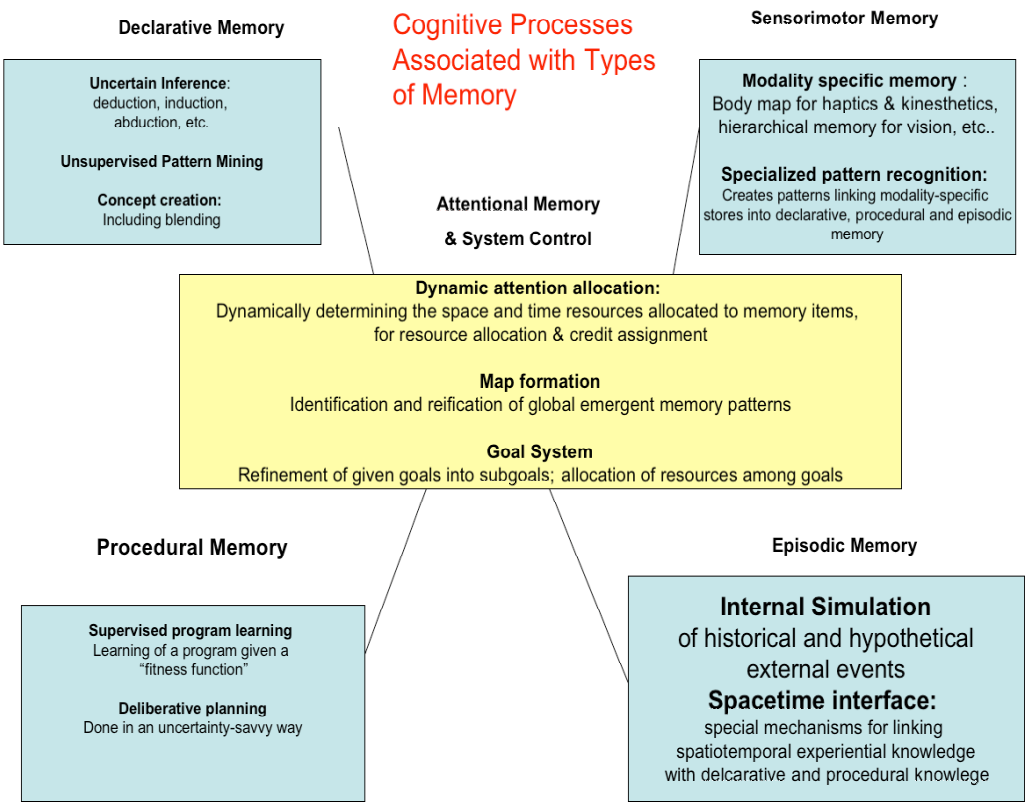 Declarative Memory
Cognitive Processes
Associated with Types
of Memory
Sensorimotor Memory
Uncertain Inference:
deduction, induction,
abduction, etc.
Unsupervised Pattern Mining
Concept creation:
Including blending
Modality specific memory :
Body map for haptics & kinesthetics,
hierarchical memory for vision, etc..
Specialized pattern recognition:
Creates patterns linking modality-specific
stores into declarative, procedural and episodic
memory
Attentional Memory
& System Control
Dynamic attention allocation:
Dynamically determining the space and time resources allocated to memory items,
for resource allocation & credit assignment
Map formation
Identification and reification of global emergent memory patterns
Goal System
Refinement of given goals into subgoals; allocation of resources among goals
Procedural Memory
Supervised program learning
Learning of a program given a
“fitness function”
Deliberative planning
Done in an uncertainty-savvy way
Episodic Memory
Internal Simulation
of historical and hypothetical
external events
Spacetime interface:
special mechanisms for linking
spatiotemporal experiential knowledge
with delcarative and procedural knowlege